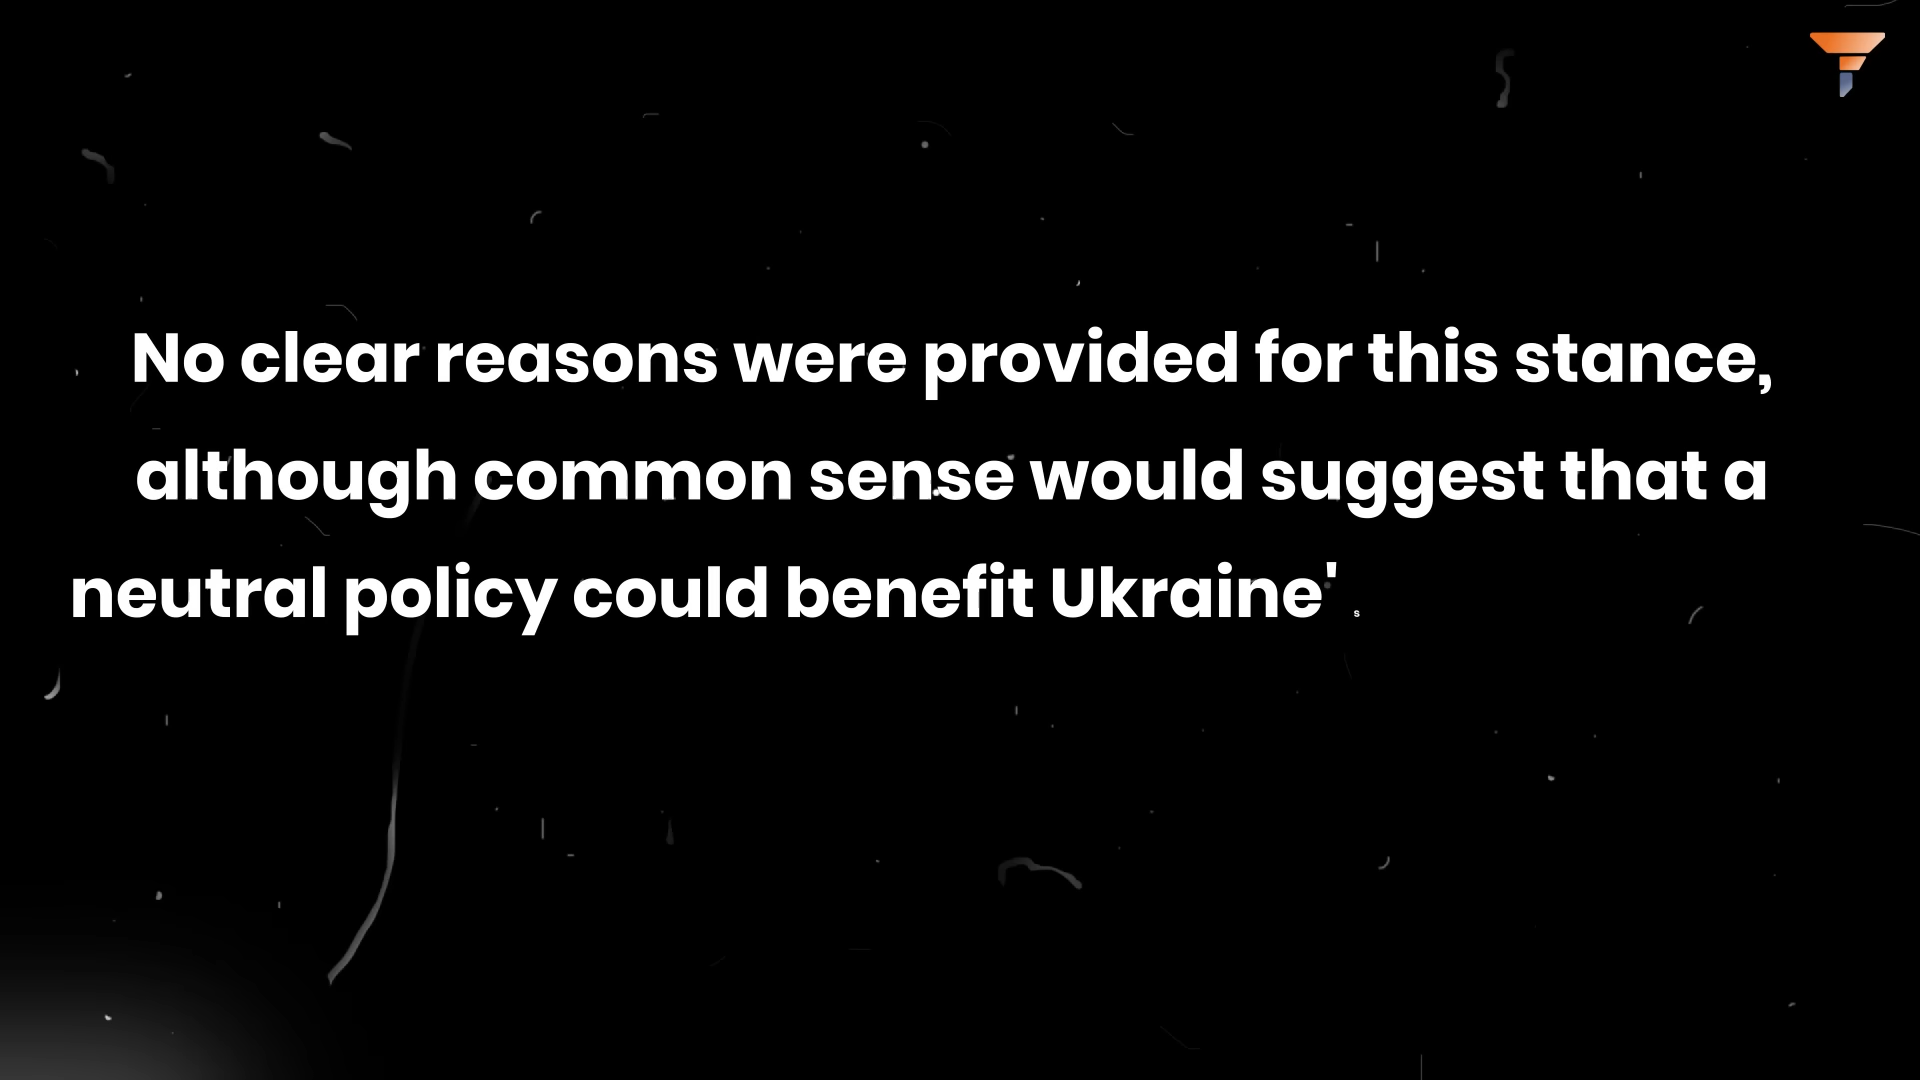 No clear reasons were provided for this stance,
although common sense would suggest that a
neutral policy could benefit Ukraine's